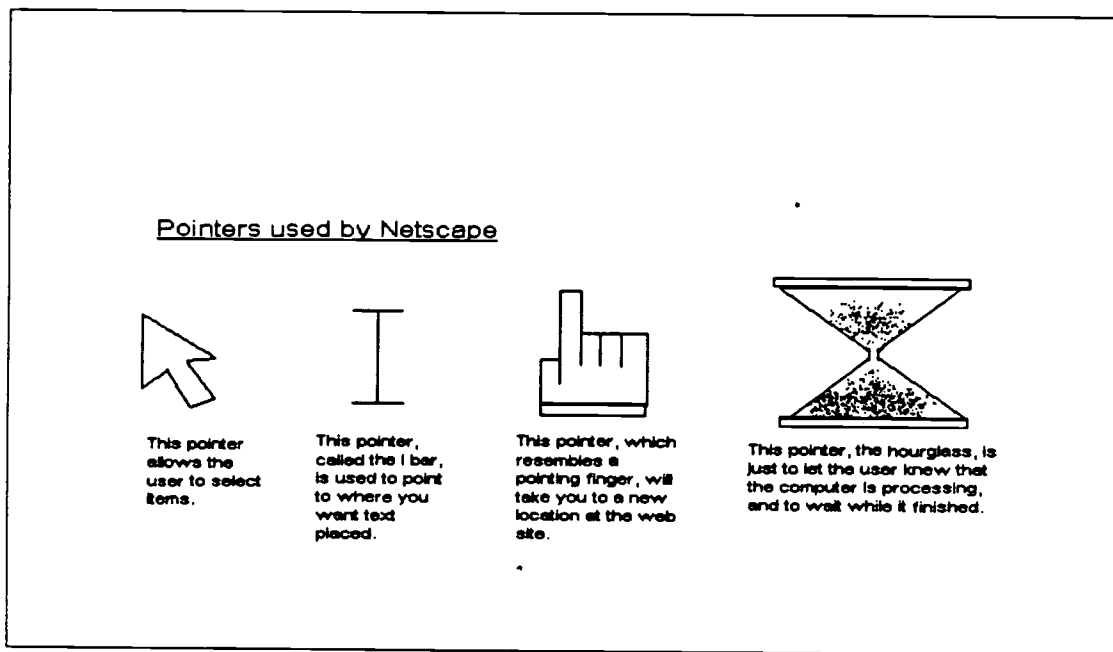 Pointers used by Netscape
This pointer
allows the
user to select
items.
This pointer,
called the I bar,
is used to point
to where you
want text
placed.
This pointer, which
resembles a
pointing finger, will
take you to a new
location at the web
site.
This pointer, the hourglass, is
just to let the user knew that
the computer is processing,
and to wait while it finished.